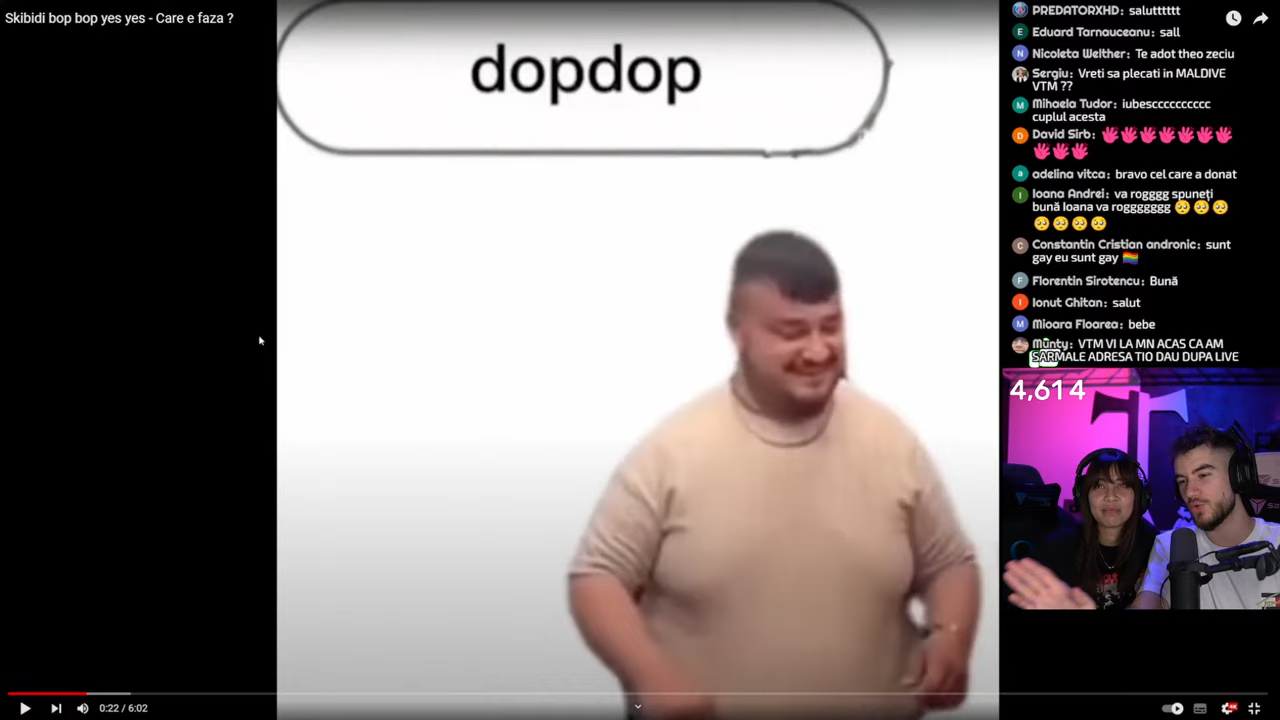 Skibidi bop bop yes yes - Care e faza ?
dopdop
PREDATORXHD: salutttttt
Eduard Tarnauceanu: sall
Nicoleta Welther: Te adot theo zeciu
Sergiu: Vreti sa plecati in MALDIVE
VTM ??
Mihaela Tudor: iubescccccccccc
cuplul acesta
David Sirb: 👋👋👋👋👋👋👋
👋👋👋
adelina vitca: bravo cel care a donat
Ioana Andrei: va rogggg spuneți
bună Ioana va rogggggggg 🥺🥺🥺
🥺🥺🥺🥺
Constantin Cristian andronic: sunt
gay eu sunt gay 🏳️‍🌈
Florentin Sirotencu: Bună
Ionut Ghitan: salut
Mioara Floarea: bebe
Munty: VTM VI LA MN ACAS CA AM
SARMALE ADRESA TIO DAU DUPA LIVE
4,614
0:22 / 6:02